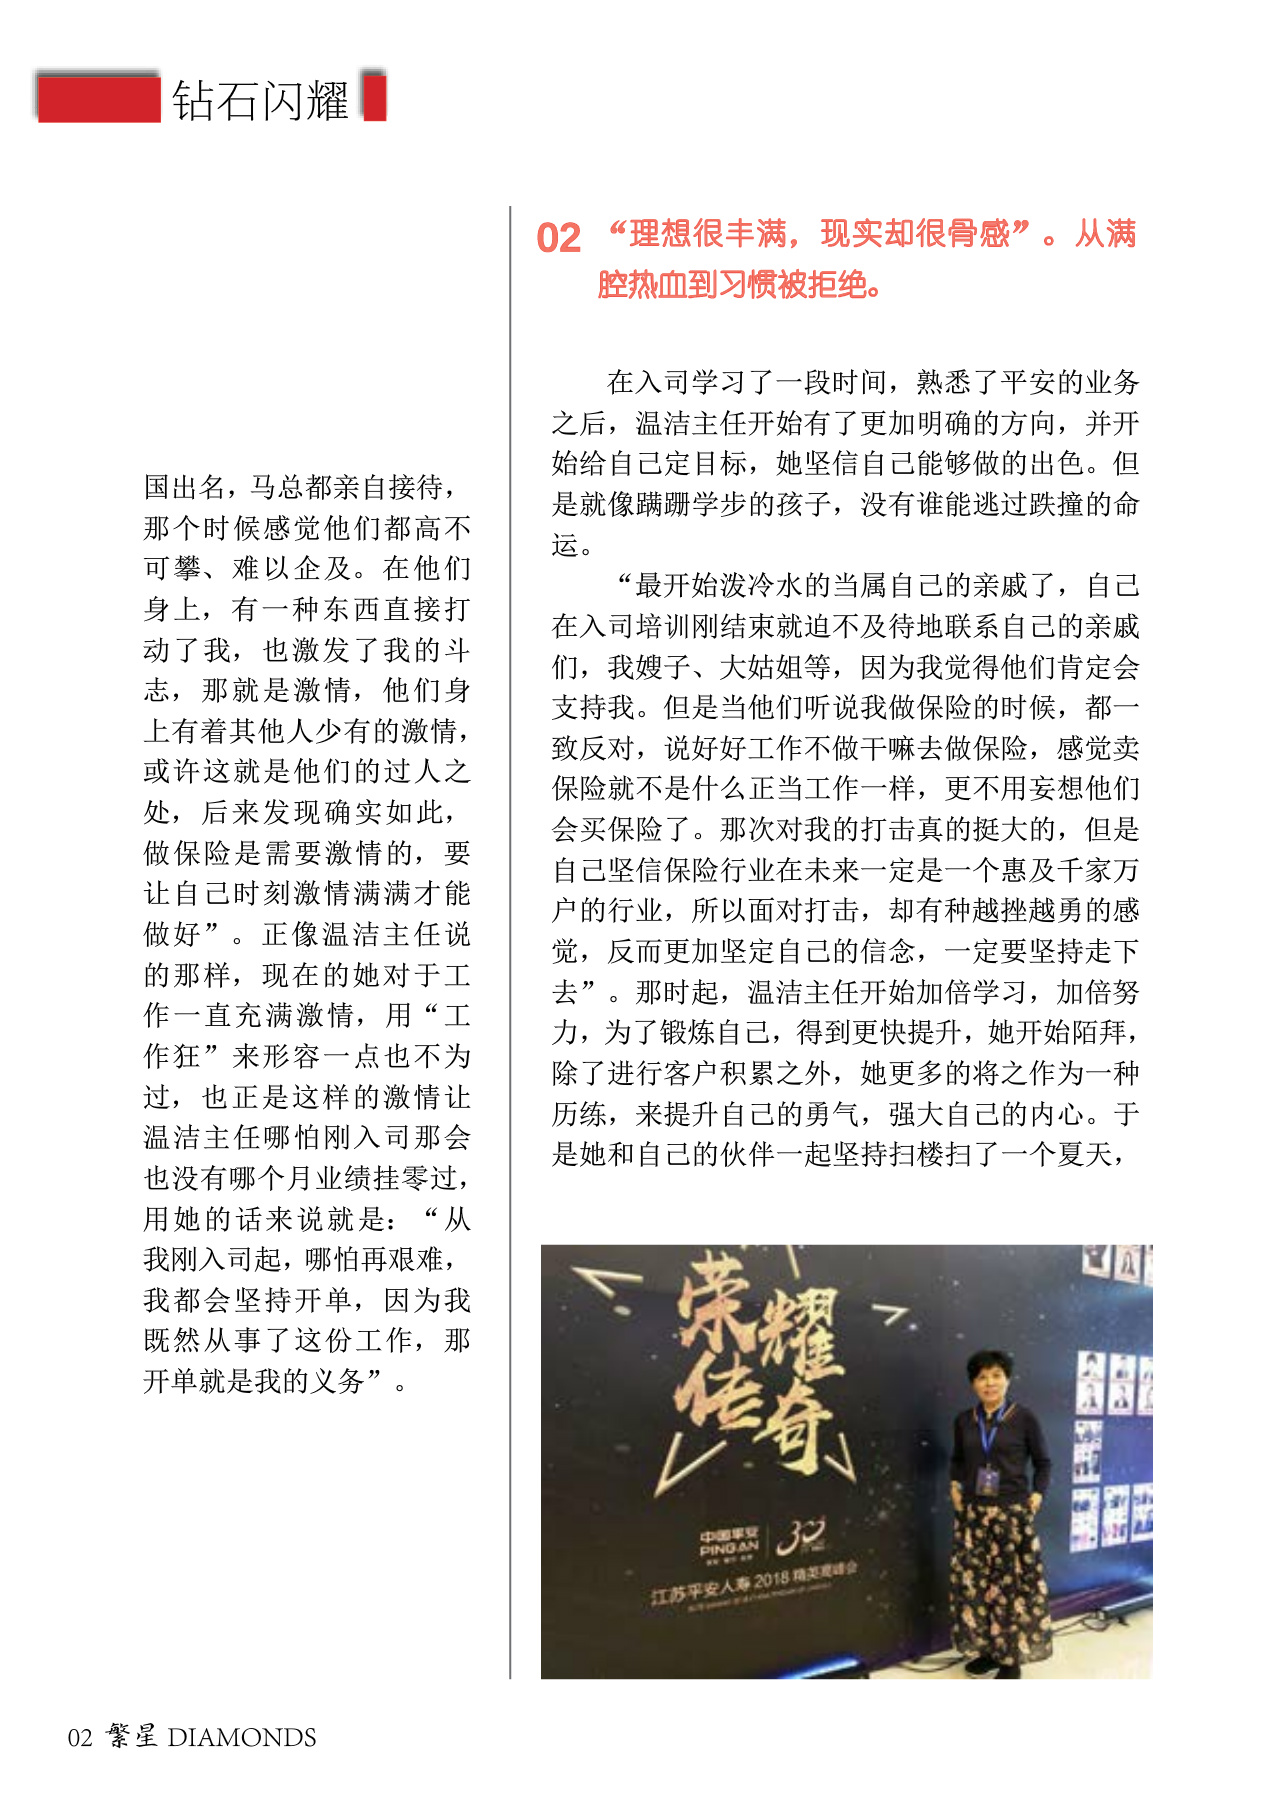 钻石闪耀
国出名，马总都亲自接待，
那个时候感觉他们都高不
可攀、难以企及。在他们
身上，有一种东西直接打
动了我，也激发了我的斗
志，那就是激情，他们身
上有着其他人少有的激情，
或许这就是他们的过人之
处，后来发现确实如此，
做保险是需要激情的，要
让自己时刻激情满满才能
做好”。正像温洁主任说
的那样，现在的她对于工
作一直充满激情，用“工
作狂”来形容一点也不为
过，也正是这样的激情让
温洁主任哪怕刚入司那会
也没有哪个月业绩挂零过，
用她的话来说就是：“从
我刚入司起，哪怕再艰难，
我都会坚持开单，因为我
既然从事了这份工作，那
开单就是我的义务”。
02 “理想很丰满，现实却很骨感”。从满
腔热血到习惯被拒绝。
在入司学习了一段时间，熟悉了平安的业务
之后，温洁主任开始有了更加明确的方向，并开
始给自己定目标，她坚信自己能够做的出色。但
是就像蹒跚学步的孩子，没有谁能逃过跌撞的命
运。
“最开始泼冷水的当属自己的亲戚了，自己
在入司培训刚结束就迫不及待地联系自己的亲戚
们，我嫂子、大姑姐等，因为我觉得他们肯定会
支持我。但是当他们听说我做保险的时候，都一
致反对，说好好工作不做干嘛去做保险，感觉卖
保险就不是什么正当工作一样，更不用妄想他们
会买保险了。那次对我的打击真的挺大的，但是
自己坚信保险行业在未来一定是一个惠及千家万
户的行业，所以面对打击，却有种越挫越勇的感
觉，反而更加坚定自己的信念，一定要坚持走下
去”。那时起，温洁主任开始加倍学习，加倍努
力，为了锻炼自己，得到更快提升，她开始陌拜，
除了进行客户积累之外，她更多的将之作为一种
历练，来提升自己的勇气，强大自己的内心。于
是她和自己的伙伴一起坚持扫楼扫了一个夏天，
荣耀
传奇
中国平安
PINGAN
30
江苏平安人寿2018精英高峰会
02 繁星 DIAMONDS